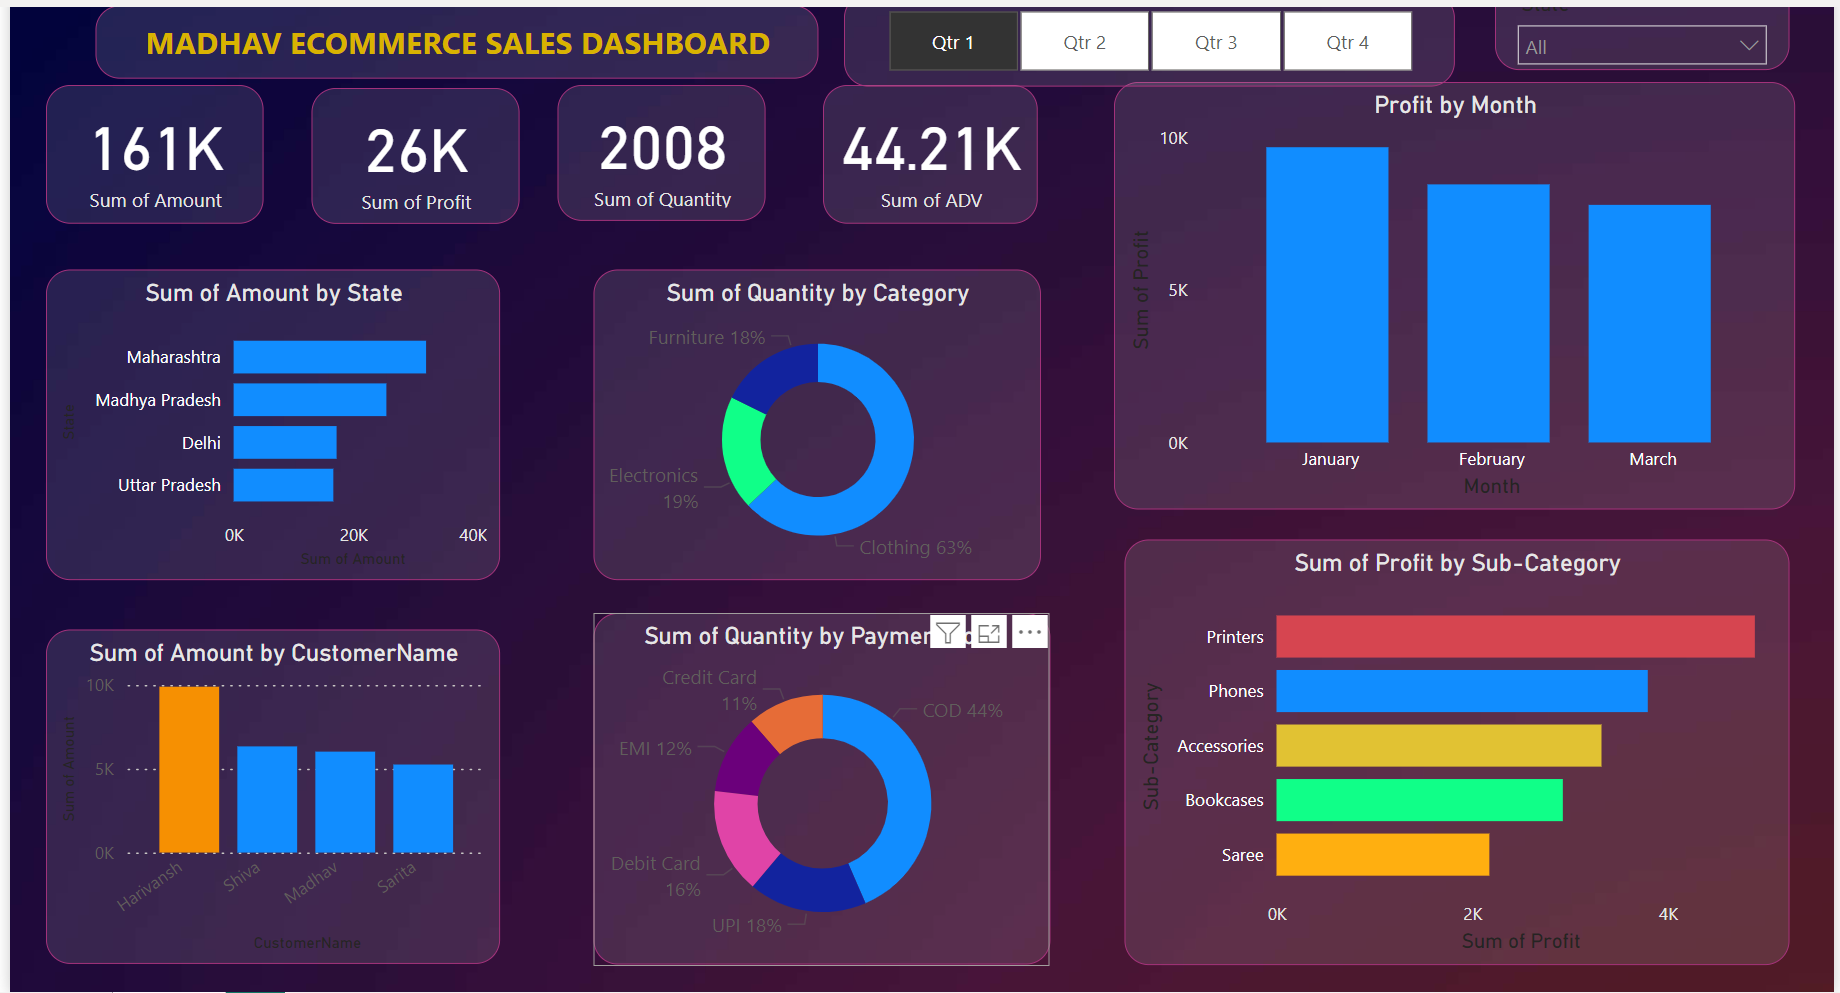 State
MADHAV ECOMMERCE SALES DASHBOARD
Qtr 1
Qtr 2
Qtr 3
Qtr 4
All
161K
Sum of Amount
26K
Sum of Profit
2008
Sum of Quantity
44.21K
Sum of ADV
Profit by Month
10K
5K
0K
Sum of Profit
January
February
March
Month
Sum of Amount by State
State
Maharashtra
Madhya Pradesh
Delhi
Uttar Pradesh
0K
20K
40K
Sum of Amount
Sum of Quantity by Category
Furniture 18%
Electronics
19%
Clothing 63%
Sum of Amount by CustomerName
10K
5K
0K
Sum of Amount
Harivansh
Shiva
Madhav
Sarita
CustomerName
Sum of Quantity by
Credit Card
11%
COD 44%
EMI 12%
Debit Card
16%
UPI 18%
Sum of Profit by Sub-Category
Sub-Category
Printers
Phones
Accessories
Bookcases
Saree
0K
2K
4K
Sum of Profit